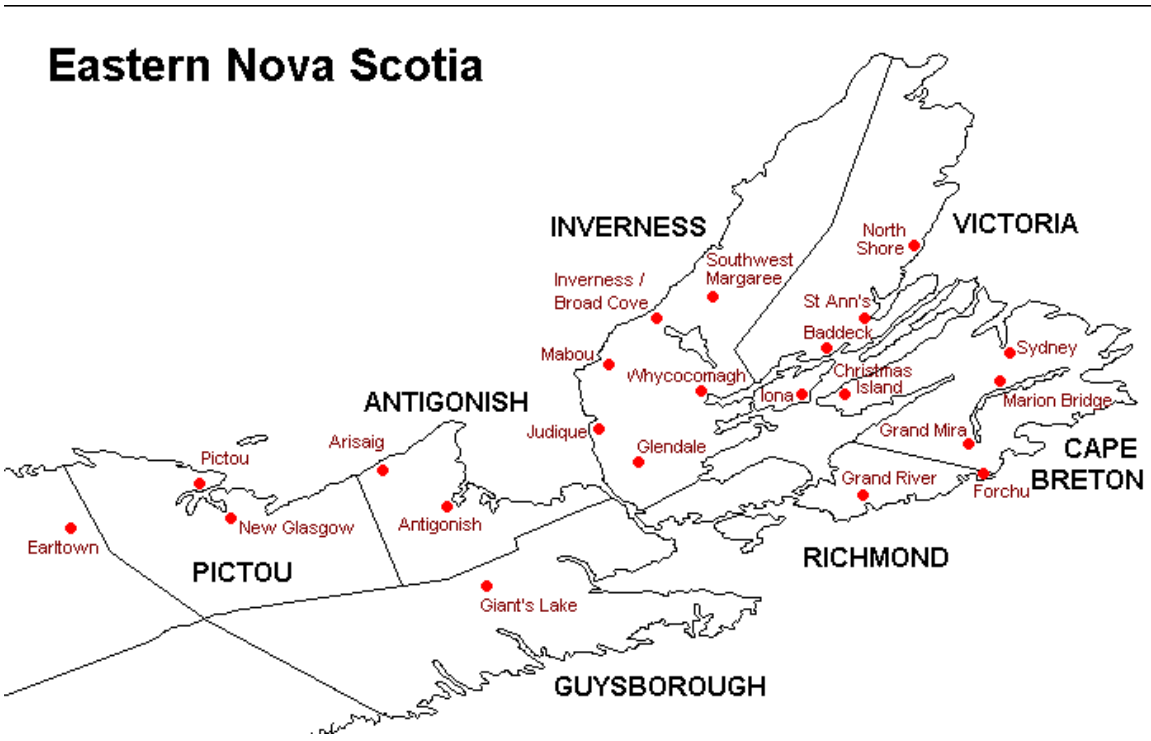 Eastern Nova Scotia
INVERNESS
VICTORIA
North
Shore
Southwest
Margaree
Inverness /
Broad Cove
St Ann's
Baddeck
Mabou
Sydney
Whycocomagh
Christmas
Island
Iona
Marion Bridge
ANTIGONISH
Judique
Grand Mira
Arisaig
Glendale
CAPE
BRETON
Pictou
Grand River
Forchu
New Glasgow
Antigonish
Earltown
PICTOU
RICHMOND
Giant's Lake
GUYSBOROUGH